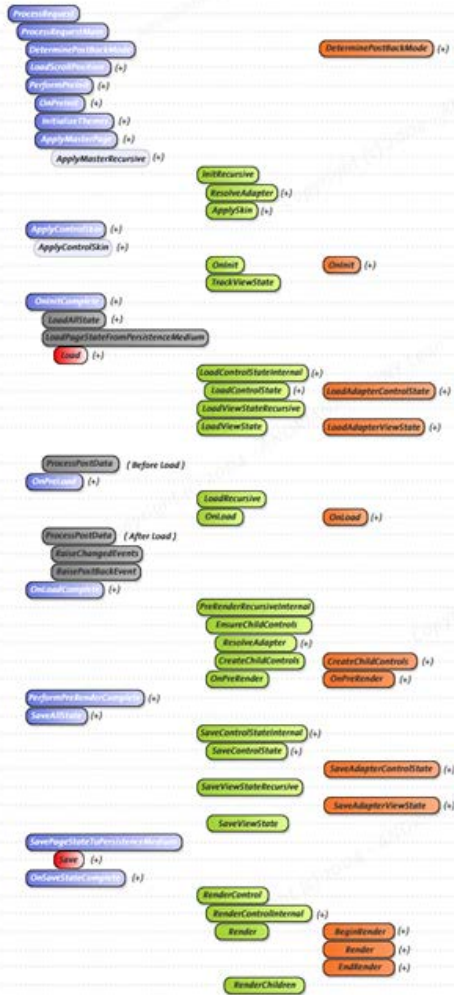 ProcessRequest
ProcessRequestMain
DeterminePostBackMode DeterminePostBackMode (+)
LoadScrollPosition (+)
PerformPreInit (+)
OnPreInit (+)
InitializeThemes (+)
ApplyMasterPage (+)
ApplyMasterRecursive (+)
InitRecursive
ResolveAdapter (+)
ApplySkin (+)
ApplyControlSkin (+)
ApplyControlSkin (+)
OnInit OnInit (+)
TrackViewState
OnInitComplete (+)
LoadAllState (+)
LoadPageStateFromPersistenceMedium
Load (+)
LoadControlStateInternal (+)
LoadControlState (+) LoadAdapterControlState (+)
LoadViewStateRecursive
LoadViewState LoadAdapterViewState (+)
ProcessPostData ( Before Load )
OnPreLoad (+)
LoadRecursive
OnLoad OnLoad (+)
ProcessPostData ( After Load )
RaiseChangedEvents
RaisePostBackEvent
OnLoadComplete (+)
PreRenderRecursiveInternal
EnsureChildControls
ResolveAdapter (+)
CreateChildControls CreateChildControls (+)
OnPreRender OnPreRender (+)
PerformPreRenderComplete (+)
SaveAllState (+)
SaveControlStateInternal (+)
SaveControlState (+)
SaveAdapterControlState (+)
SaveViewStateRecursive
SaveAdapterViewState (+)
SaveViewState
SavePageStateToPersistenceMedium
Save (+)
OnSaveStateComplete (+)
RenderControl
RenderControlInternal (+)
Render BeginRender
Render
EndRender
RenderChildren